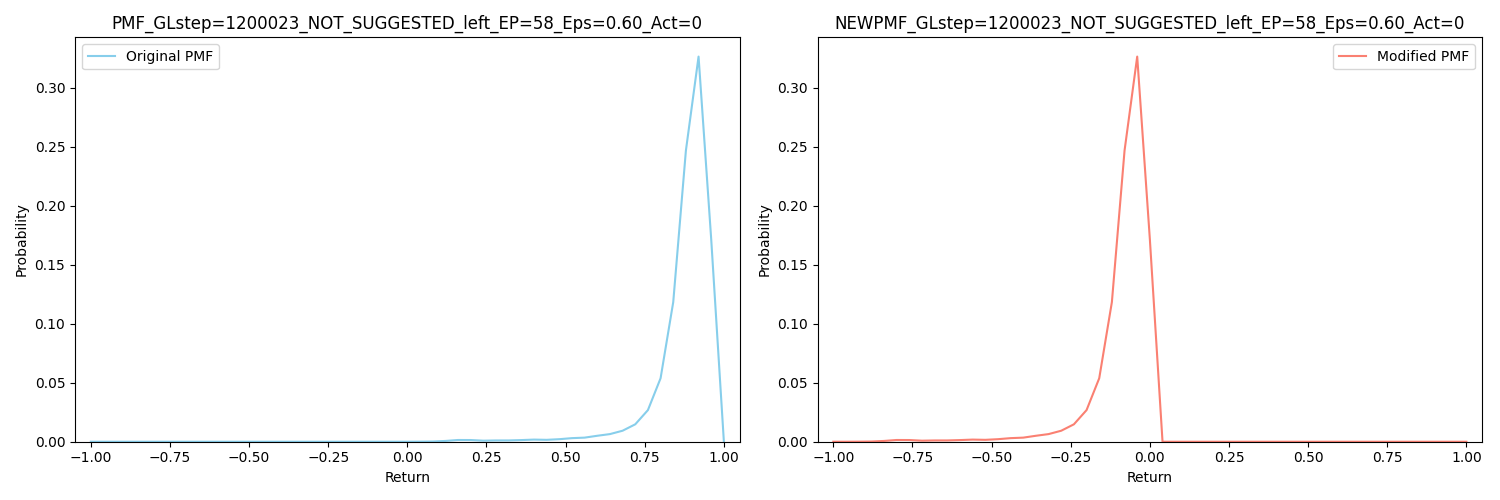 PMF_GLstep=1200023_NOT_SUGGESTED_left_EP=58_Eps=0.60_Act=0
Original PMF
0.30
0.25
0.20
0.15
0.10
0.05
0.00
Probability
−1.00 −0.75 −0.50 −0.25 0.00 0.25 0.50 0.75 1.00
Return
NEWPMF_GLstep=1200023_NOT_SUGGESTED_left_EP=58_Eps=0.60_Act=0
Modified PMF
0.30
0.25
0.20
0.15
0.10
0.05
0.00
Probability
−1.00 −0.75 −0.50 −0.25 0.00 0.25 0.50 0.75 1.00
Return